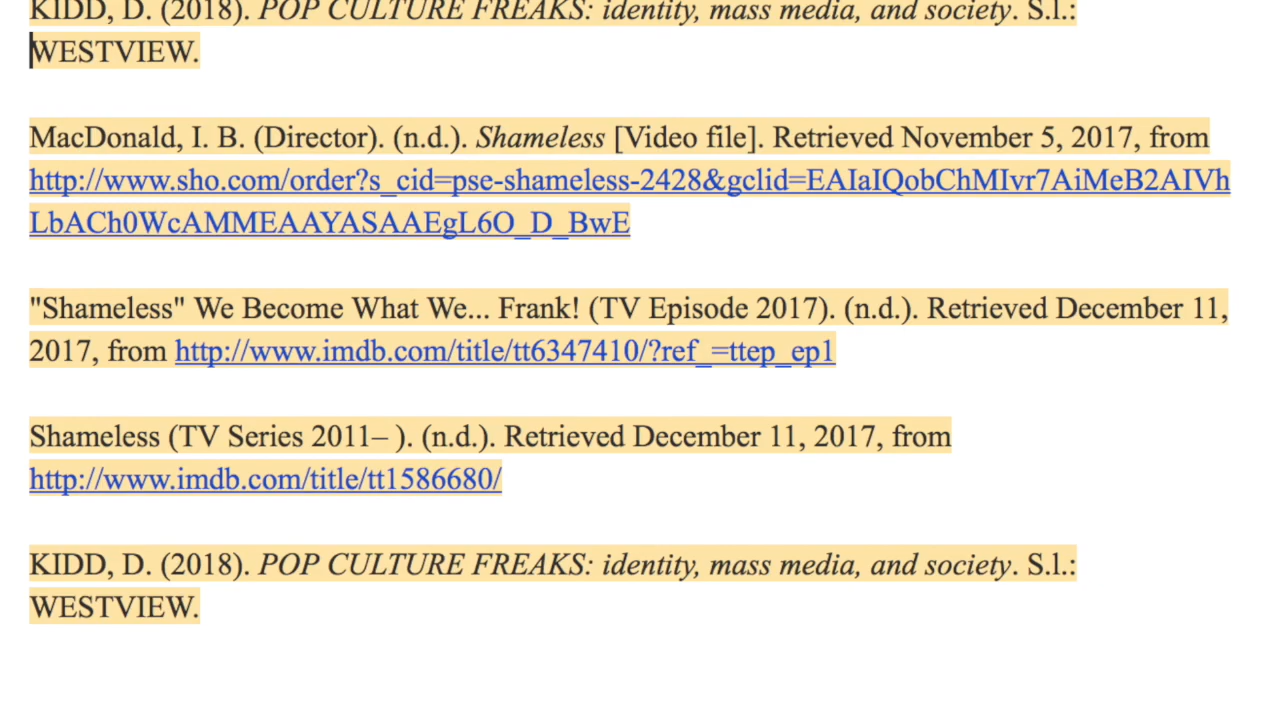 KIDD, D. (2018). POP CULTURE FREAKS: identity, mass media, and society. S.l.:
WESTVIEW.
MacDonald, I. B. (Director). (n.d.). Shameless [Video file]. Retrieved November 5, 2017, from
http://www.sho.com/order?s_cid=pse-shameless-2428&gclid=EAIaIQobChMIvr7AiMeB2AIVh
LbACh0WcAMMEAAYASAAEgL6O_D_BwE
"Shameless" We Become What We... Frank! (TV Episode 2017). (n.d.). Retrieved December 11,
2017, from http://www.imdb.com/title/tt6347410/?ref_=ttep_ep1
Shameless (TV Series 2011– ). (n.d.). Retrieved December 11, 2017, from
http://www.imdb.com/title/tt1586680/
KIDD, D. (2018). POP CULTURE FREAKS: identity, mass media, and society. S.l.:
WESTVIEW.